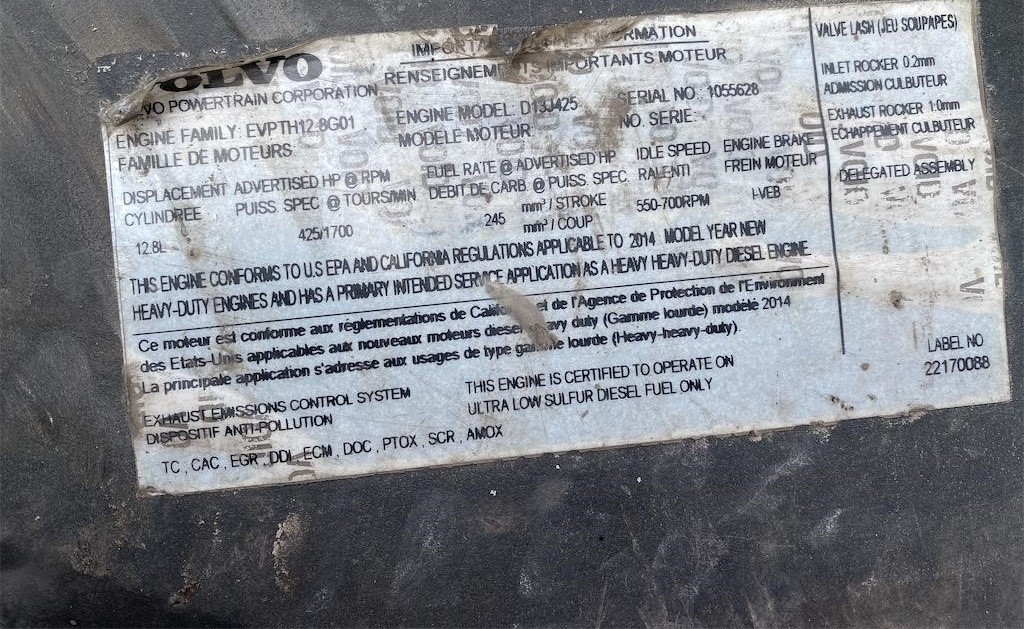 VOLVO
IMPORTA INFORMATION
RENSEIGNEMENTS IMPORTANTS MOTEUR
VO POWERTRAIN CORPORATION
ENGINE FAMILY: EVPTH12.8G01
FAMILLE DE MOTEURS
ENGINE MODEL: D13J425
MODELE MOTEUR:
SERIAL NO. 1055628
NO. SERIE:
DISPLACEMENT
CYLINDREE
12.8L
ADVERTISED HP @ RPM
PUISS. SPEC @ TOURS/MIN
425/1700
FUEL RATE @ ADVERTISED HP
DEBIT DE CARB. @ PUISS. SPEC.
245 mm³ / STROKE
mm³ / COUP
IDLE SPEED
RALENTI
550-700RPM
ENGINE BRAKE
FREIN MOTEUR
I-VEB
THIS ENGINE CONFORMS TO U.S EPA AND CALIFORNIA REGULATIONS APPLICABLE TO 2014 MODEL YEAR NEW
HEAVY-DUTY ENGINES AND HAS A PRIMARY INTENDED SERVICE APPLICATION AS A HEAVY HEAVY-DUTY DIESEL ENGINE
Ce moteur est conforme aux réglementations de Califo et de l'Agence de Protection de l'Environment
des Etats-Unis applicables aux nouveaux moteurs diesel heavy duty (Gamme lourde) modèle 2014
La principale application s'adresse aux usages de type gamme lourde (Heavy-heavy-duty).
EXHAUST EMISSIONS CONTROL SYSTEM
DISPOSITIF ANTI-POLLUTION
TC , CAC , EGR , DDI , ECM , DOC , PTOX , SCR , AMOX
THIS ENGINE IS CERTIFIED TO OPERATE ON
ULTRA LOW SULFUR DIESEL FUEL ONLY
VALVE LASH (JEU SOUPAPES)
INLET ROCKER 0.2mm
ADMISSION CULBUTEUR
EXHAUST ROCKER 1.0mm
ECHAPPEMENT CULBUTEUR
DELEGATED ASSEMBLY
LABEL NO
22170088